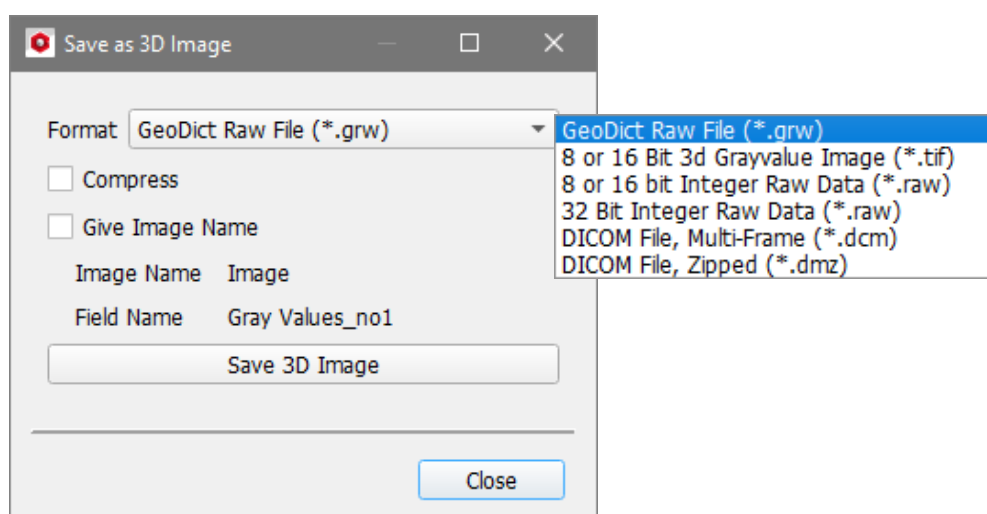 Save as 3D Image
Format GeoDict Raw File (*.grw)
Compress
Give Image Name
Image Name Image
Field Name Gray Values_no1
Save 3D Image
Close
GeoDict Raw File (*.grw)
8 or 16 Bit 3d Grayvalue Image (*.tif)
8 or 16 bit Integer Raw Data (*.raw)
32 Bit Integer Raw Data (*.raw)
DICOM File, Multi-Frame (*.dcm)
DICOM File, Zipped (*.dmz)